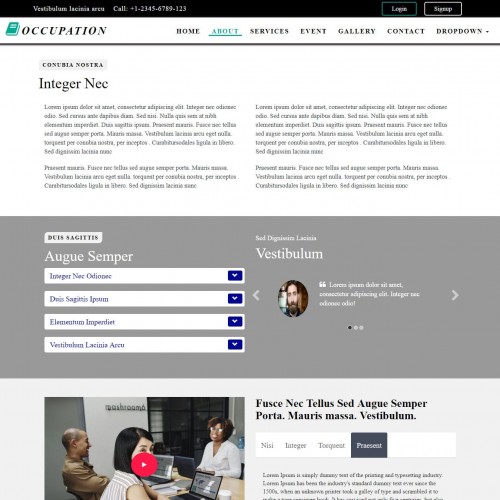 Vestibulum lacinia arcu Call: +1-2345-6789-123 Login Signup
OCCUPATION HOME ABOUT SERVICES EVENT GALLERY CONTACT DROPDOWN
CONUBIA NOSTRA
Integer Nec
Lorem ipsum dolor sit amet, consectetur adipiscing elit. Integer nec odionec
odio. Sed cursus ante dapibus diam. Sed nisi. Nulla quis sem at nibh
elementum imperdiet. Duis sagittis ipsum. Praesent mauris. Fusce nec tellus
sed augue semper porta. Mauris massa. Vestibulum lacinia arcu eget nulla.
torquent per conubia nostra, per inceptos . Curabitursodales ligula in libero.
Sed dignissim lacinia nunc
Praesent mauris. Fusce nec tellus sed augue semper porta. Mauris massa.
Vestibulum lacinia arcu eget nulla. torquent per conubia nostra, per inceptos .
Curabitursodales ligula in libero. Sed dignissim lacinia nunc
Lorem ipsum dolor sit amet, consectetur adipiscing elit. Integer nec odionec
odio. Sed cursus ante dapibus diam. Sed nisi. Nulla quis sem at nibh
elementum imperdiet. Duis sagittis ipsum. Praesent mauris. Fusce nec tellus
sed augue semper porta. Mauris massa. Vestibulum lacinia arcu eget nulla.
torquent per conubia nostra, per inceptos . Curabitursodales ligula in libero.
Sed dignissim lacinia nunc
Praesent mauris. Fusce nec tellus sed augue semper porta. Mauris massa.
Vestibulum lacinia arcu eget nulla. torquent per conubia nostra, per inceptos .
Curabitursodales ligula in libero. Sed dignissim lacinia nunc
DUIS SAGITTIS
Augue Semper
Integer Nec Odionec
Duis Sagittis Ipsum
Elementum Imperdiet
Vestibulum Lacinia Arcu
Sed Dignissim Lacinia
Vestibulum
Lorem ipsum dolor sit amet,
consectetur adipiscing elit. Integer nec
odionec odio!
Fusce Nec Tellus Sed Augue Semper
Porta. Mauris massa. Vestibulum.
Nisi Integer Torquent Praesent
Lorem Ipsum is simply dummy text of the printing and typesetting industry.
Lorem Ipsum has been the industry's standard dummy text ever since the
1500s, when an unknown printer took a galley of type and scrambled it to